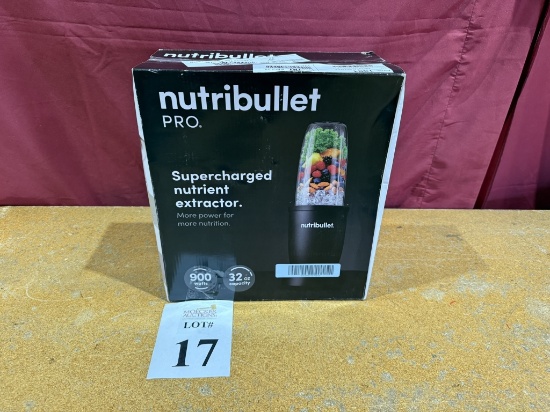 nutribullet
nutribullet
PRO.
Supercharged
nutrient
extractor.
More power for
more nutrition.
nutribullet.
900
watts
32 oz
capacity
AUCTIONS
LOT#
17